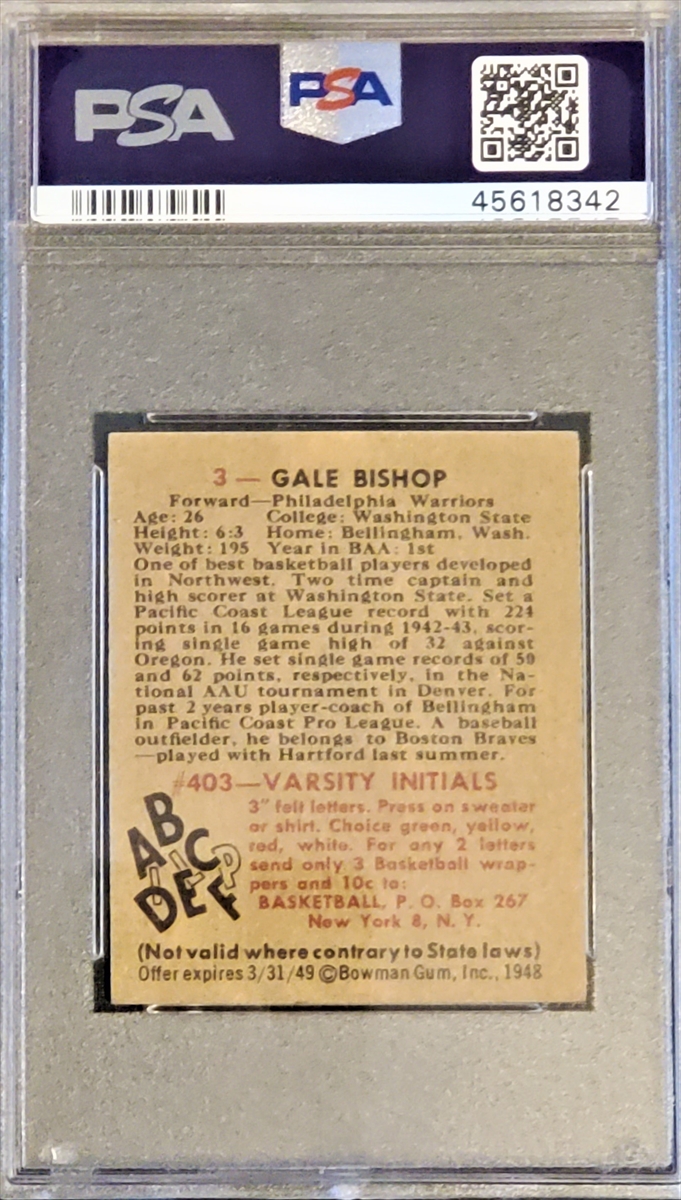 PSA PSA
45618342
3 — GALE BISHOP
Forward—Philadelphia Warriors
Age: 26 College: Washington State
Height: 6:3 Home: Bellingham, Wash.
Weight: 195 Year in BAA: 1st
One of best basketball players developed
in Northwest. Two time captain and
high scorer at Washington State. Set a
Pacific Coast League record with 224
points in 16 games during 1942-43, scor-
ing single game high of 32 against
Oregon. He set single game records of 50
and 62 points, respectively, in the Na-
tional AAU tournament in Denver. For
past 2 years player-coach of Bellingham
in Pacific Coast Pro League. A baseball
outfielder, he belongs to Boston Braves
—played with Hartford last summer.
#403—VARSITY INITIALS
3" felt letters. Press on sweater
or shirt. Choice green, yellow,
red, white. For any 2 letters
send only 3 Basketball wrap-
pers and 10c to:
BASKETBALL, P. O. Box 267
New York 8, N. Y.
ABC
DEF
(Not valid where contrary to State laws)
Offer expires 3/31/49 ©Bowman Gum, Inc., 1948